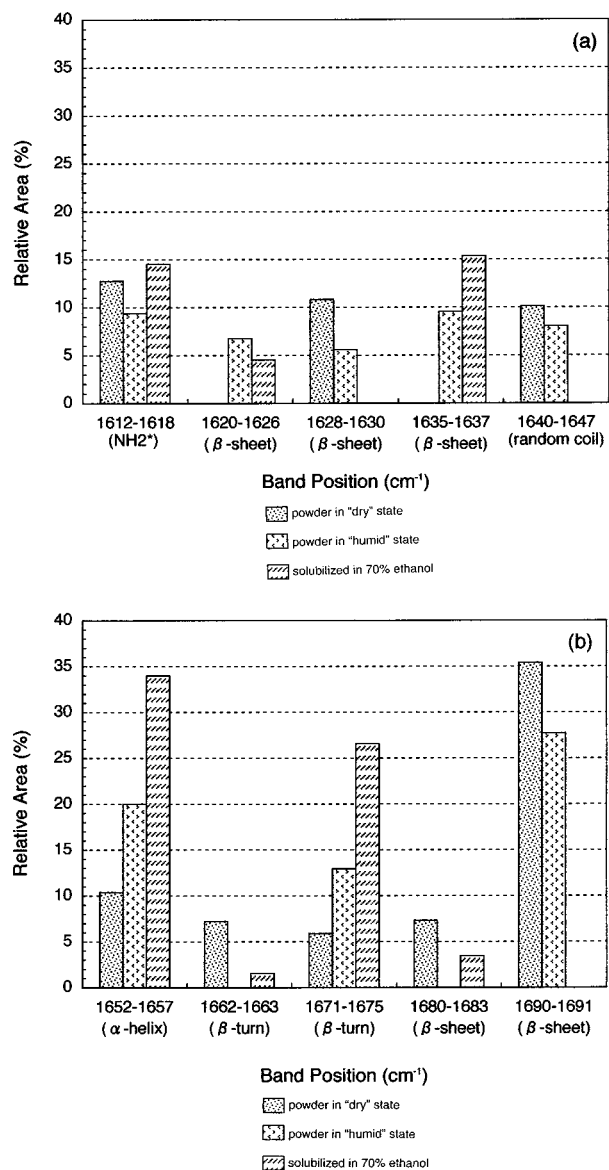 (a)
40
35
30
25
20
15
10
5
0
Relative Area (%)
1612-1618 1620-1626 1628-1630 1635-1637 1640-1647
(NH2*) (β-sheet) (β-sheet) (β-sheet) (random coil)
Band Position (cm⁻¹)
powder in "dry" state
powder in "humid" state
solubilized in 70% ethanol
(b)
40
35
30
25
20
15
10
5
0
Relative Area (%)
1652-1657 1662-1663 1671-1675 1680-1683 1690-1691
(α-helix) (β-turn) (β-turn) (β-sheet) (β-sheet)
Band Position (cm⁻¹)
powder in "dry" state
powder in "humid" state
solubilized in 70% ethanol